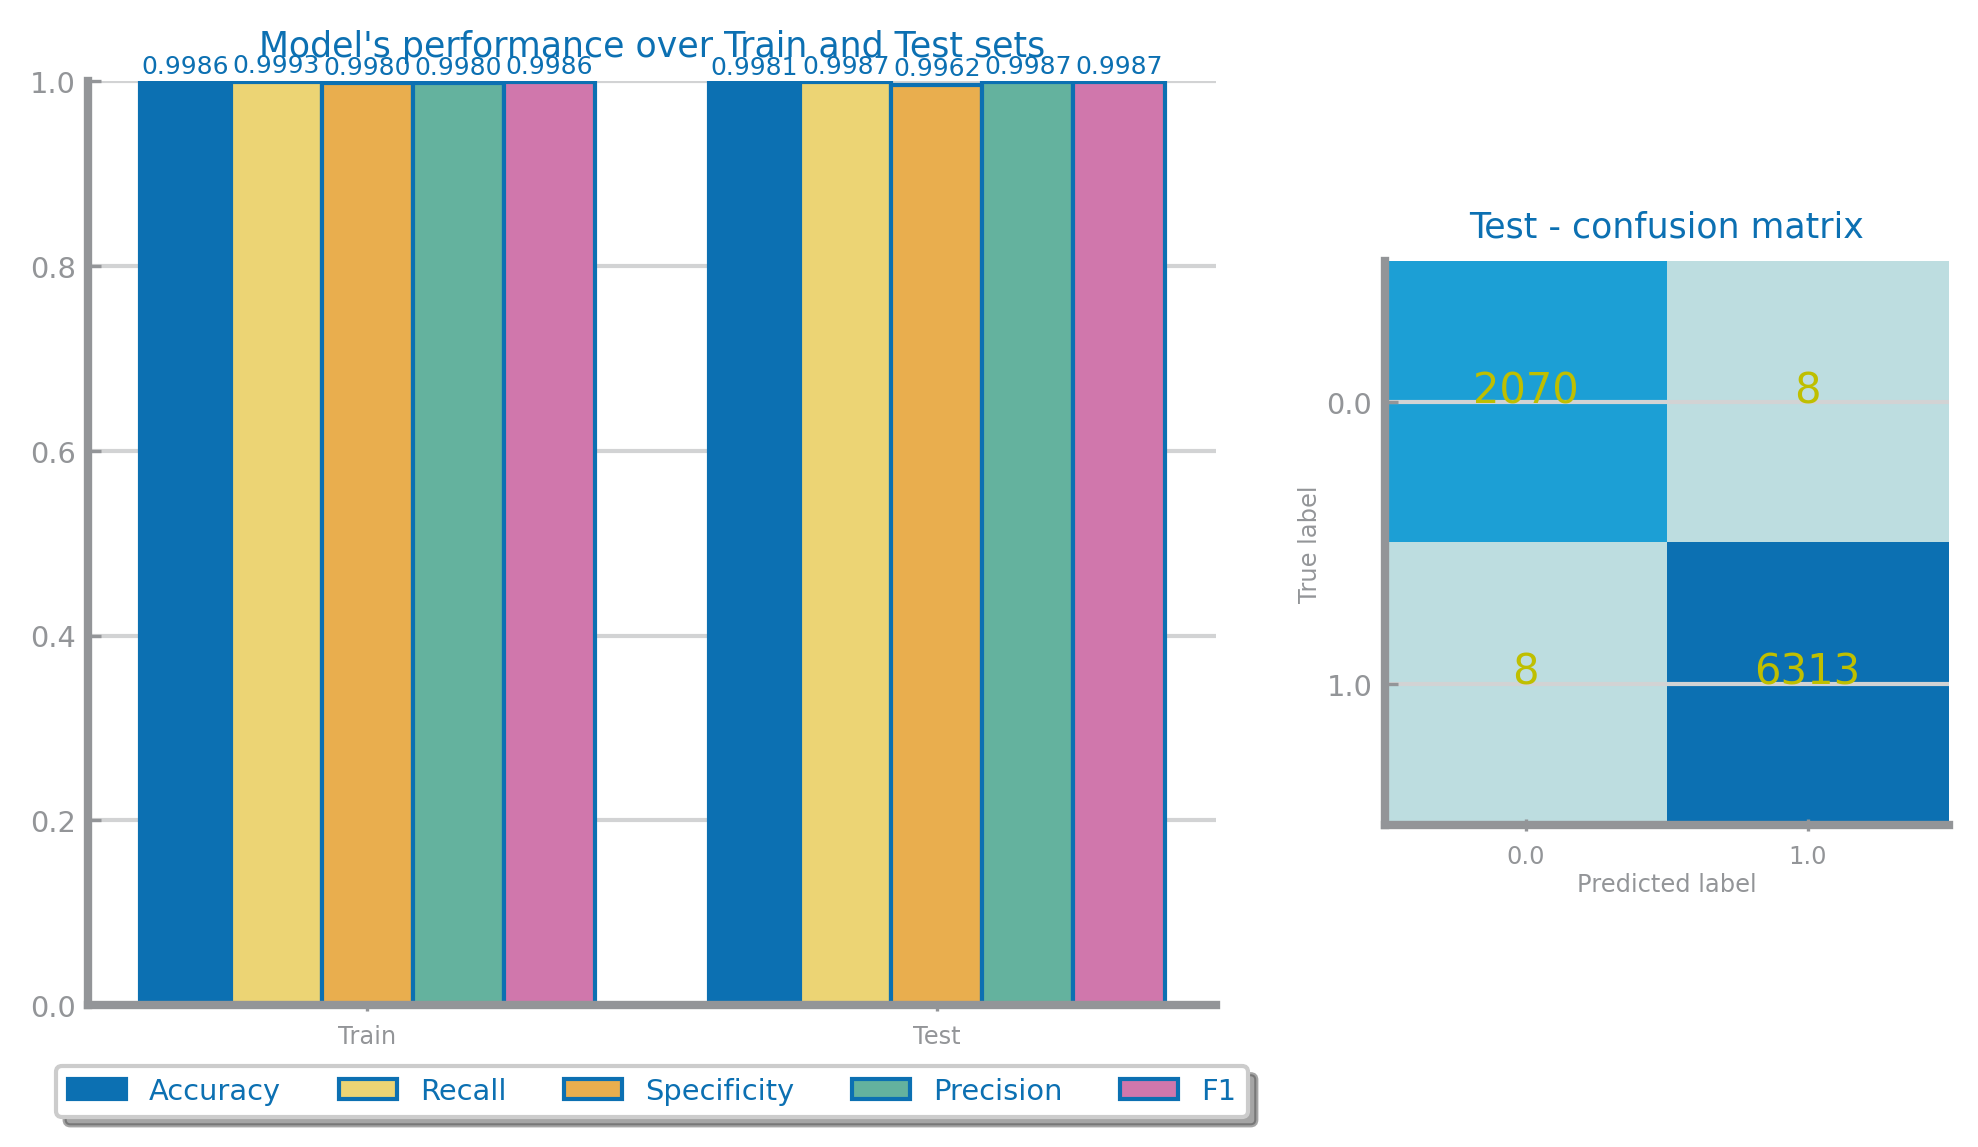 Model's performance over Train and Test sets
0.9986 0.9993 0.9980 0.9980 0.9986 0.9981 0.9987 0.9962 0.9987 0.9987
1.0
0.8
0.6
0.4
0.2
0.0
Train Test
Accuracy Recall Specificity Precision F1
Test - confusion matrix
True label
0.0 2070 8
1.0 8 6313
0.0 1.0
Predicted label